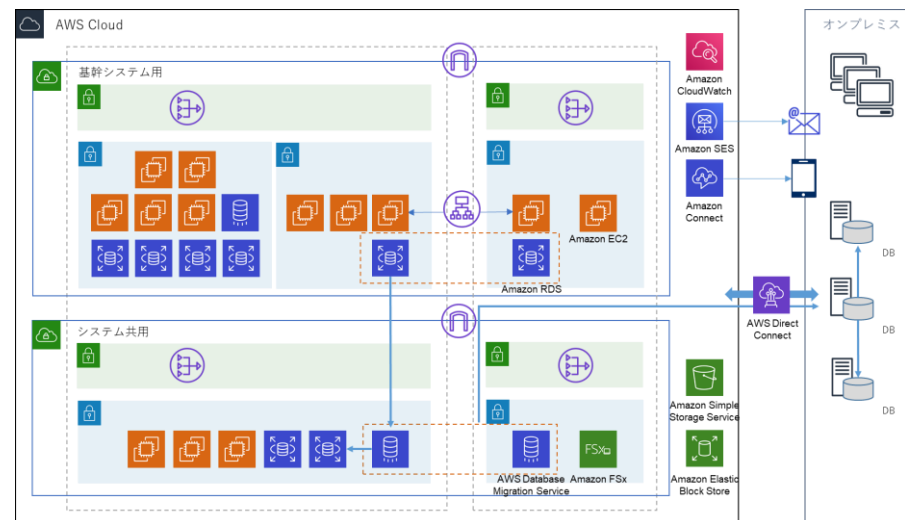 AWS Cloud
オンプレミス
基幹システム用
Amazon
CloudWatch
Amazon SES
Amazon
Connect
Amazon EC2
Amazon RDS
DB
DB
DB
AWS Direct
Connect
システム共用
Amazon Simple
Storage Service
FSx
AWS Database
Migration Service
Amazon FSx
Amazon Elastic
Block Store
@